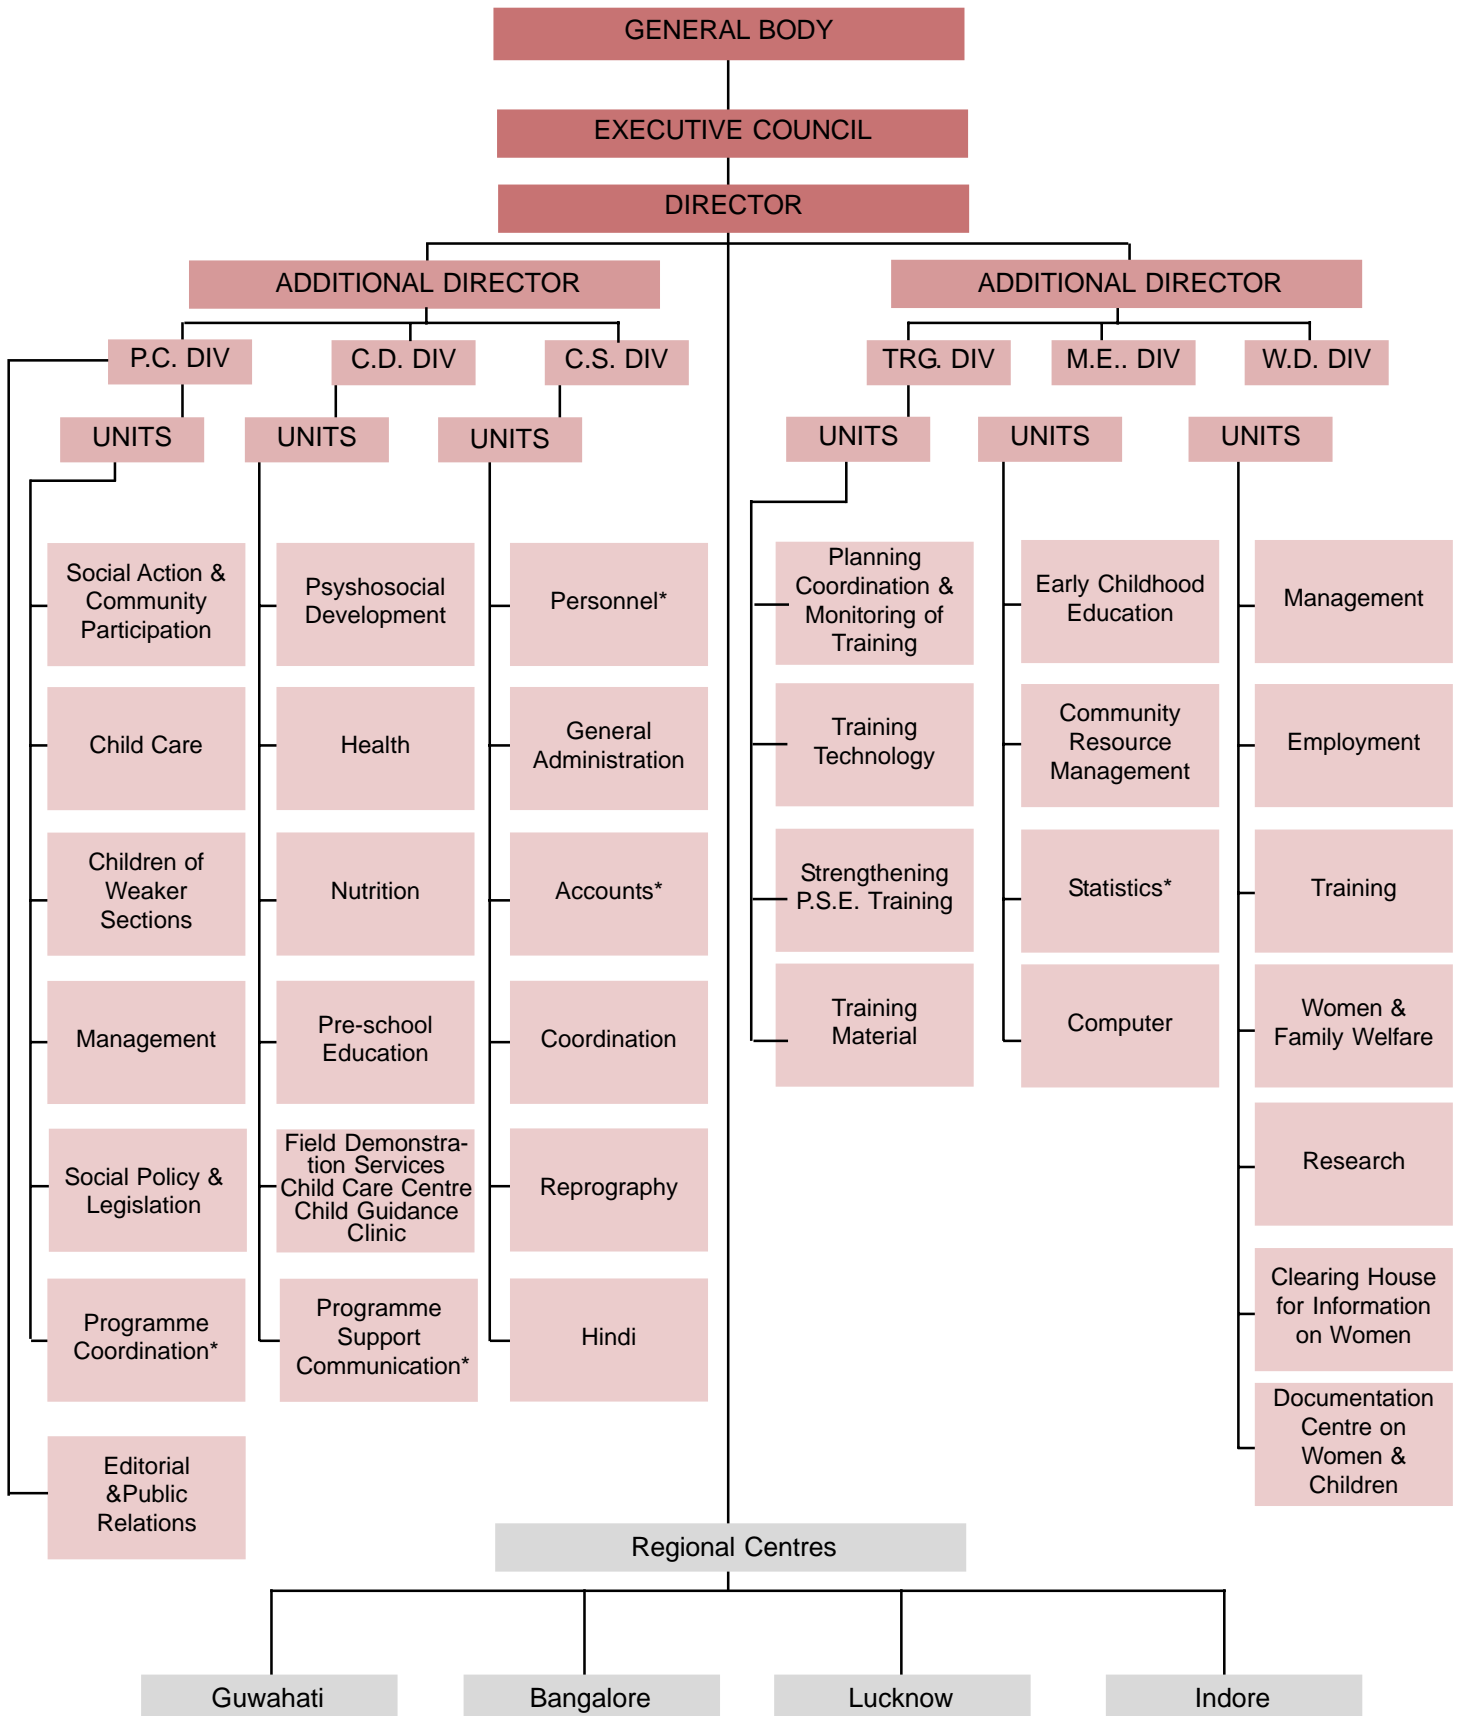 GENERAL BODY
EXECUTIVE COUNCIL
DIRECTOR
ADDITIONAL DIRECTOR
ADDITIONAL DIRECTOR
P.C. DIV
C.D. DIV
C.S. DIV
TRG. DIV
M.E.. DIV
W.D. DIV
UNITS
UNITS
UNITS
UNITS
UNITS
UNITS
Social Action &
Community
Participation
Child Care
Children of
Weaker
Sections
Management
Social Policy &
Legislation
Programme
Coordination*
Editorial
&Public
Relations
Psyshosocial
Development
Health
Nutrition
Pre-school
Education
Field Demonstra-
tion Services
Child Care Centre
Child Guidance
Clinic
Programme
Support
Communication*
Personnel*
General
Administration
Accounts*
Coordination
Reprography
Hindi
Planning
Coordination &
Monitoring of
Training
Training
Technology
Strengthening
P.S.E. Training
Training
Material
Early Childhood
Education
Community
Resource
Management
Statistics*
Computer
Management
Employment
Training
Women &
Family Welfare
Research
Clearing House
for Information
on Women
Documentation
Centre on
Women &
Children
Regional Centres
Guwahati
Bangalore
Lucknow
Indore